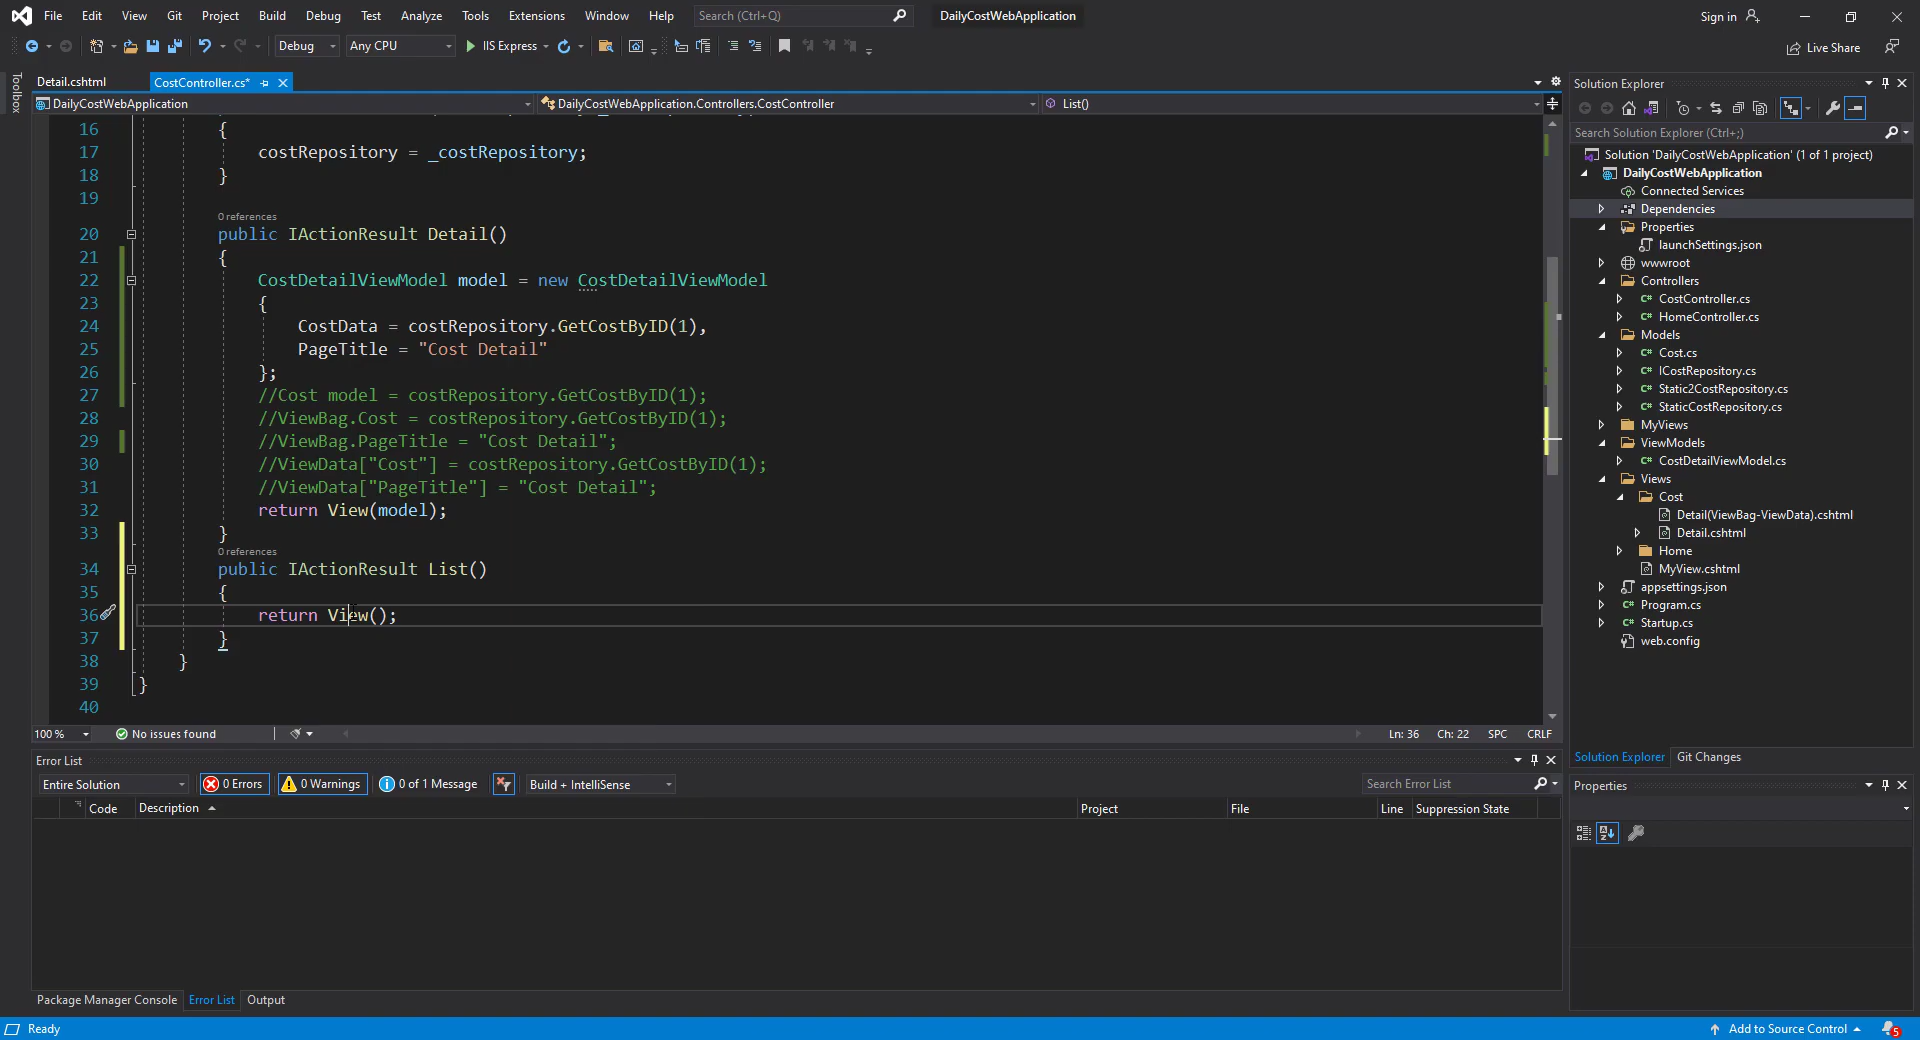 File Edit View Git Project Build Debug Test Analyze Tools Extensions Window Help Search (Ctrl+Q) DailyCostWebApplication Sign in
Debug Any CPU IIS Express Live Share
Toolbox
Detail.cshtml CostController.cs*
DailyCostWebApplication DailyCostWebApplication.Controllers.CostController List()
16 {
17 costRepository = _costRepository;
18 }
19
0 references
20 public IActionResult Detail()
21 {
22 CostDetailViewModel model = new CostDetailViewModel
23 {
24 CostData = costRepository.GetCostByID(1),
25 PageTitle = "Cost Detail"
26 };
27 //Cost model = costRepository.GetCostByID(1);
28 //ViewBag.Cost = costRepository.GetCostByID(1);
29 //ViewBag.PageTitle = "Cost Detail";
30 //ViewData["Cost"] = costRepository.GetCostByID(1);
31 //ViewData["PageTitle"] = "Cost Detail";
32 return View(model);
33 }
0 references
34 public IActionResult List()
35 {
36 return View();
37 }
38 }
39 }
40
100 % No issues found Ln: 36 Ch: 22 SPC CRLF
Error List
Entire Solution 0 Errors 0 Warnings 0 of 1 Message Build + IntelliSense Search Error List
Code Description Project File Line Suppression State
Package Manager Console Error List Output
Solution Explorer
Search Solution Explorer (Ctrl+;)
Solution 'DailyCostWebApplication' (1 of 1 project)
DailyCostWebApplication
Connected Services
Dependencies
Properties
launchSettings.json
wwwroot
Controllers
C# CostController.cs
C# HomeController.cs
Models
C# Cost.cs
C# ICostRepository.cs
C# Static2CostRepository.cs
C# StaticCostRepository.cs
MyViews
ViewModels
C# CostDetailViewModel.cs
Views
Cost
Detail(ViewBag-ViewData).cshtml
Detail.cshtml
Home
MyView.cshtml
appsettings.json
C# Program.cs
C# Startup.cs
web.config
Solution Explorer Git Changes
Properties
Ready Add to Source Control 5